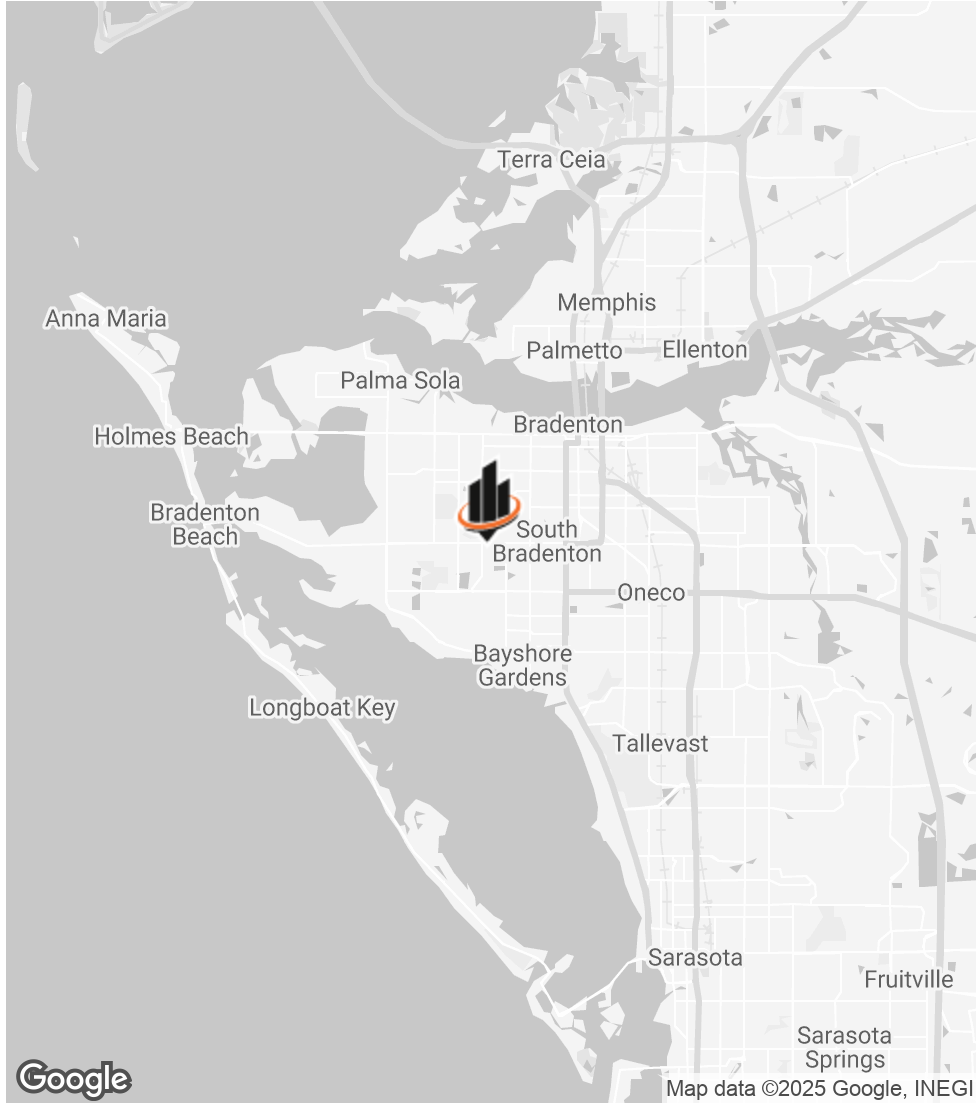 Terra Ceia
Memphis
Anna Maria
Palmetto
Ellenton
Palma Sola
Bradenton
Holmes Beach
Bradenton
Beach
South
Bradenton
Oneco
Bayshore
Gardens
Longboat Key
Tallevast
Sarasota
Fruitville
Sarasota
Springs
Google
Map data ©2025 Google, INEGI